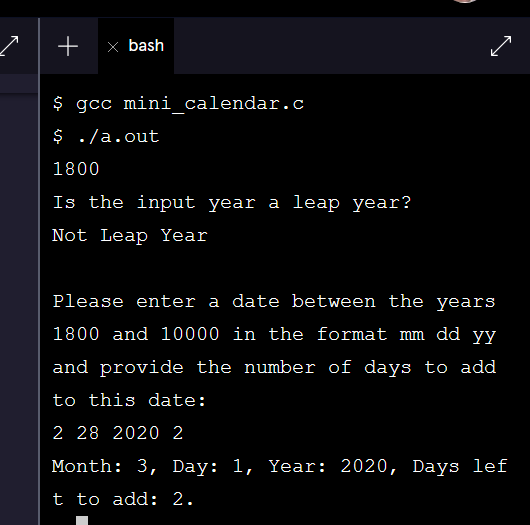 bash
$ gcc mini_calendar.c
$ ./a.out
1800
Is the input year a leap year?
Not Leap Year
Please enter a date between the years
1800 and 10000 in the format mm dd yy
and provide the number of days to add
to this date:
2 28 2020 2
Month: 3, Day: 1, Year: 2020, Days lef
t to add: 2.